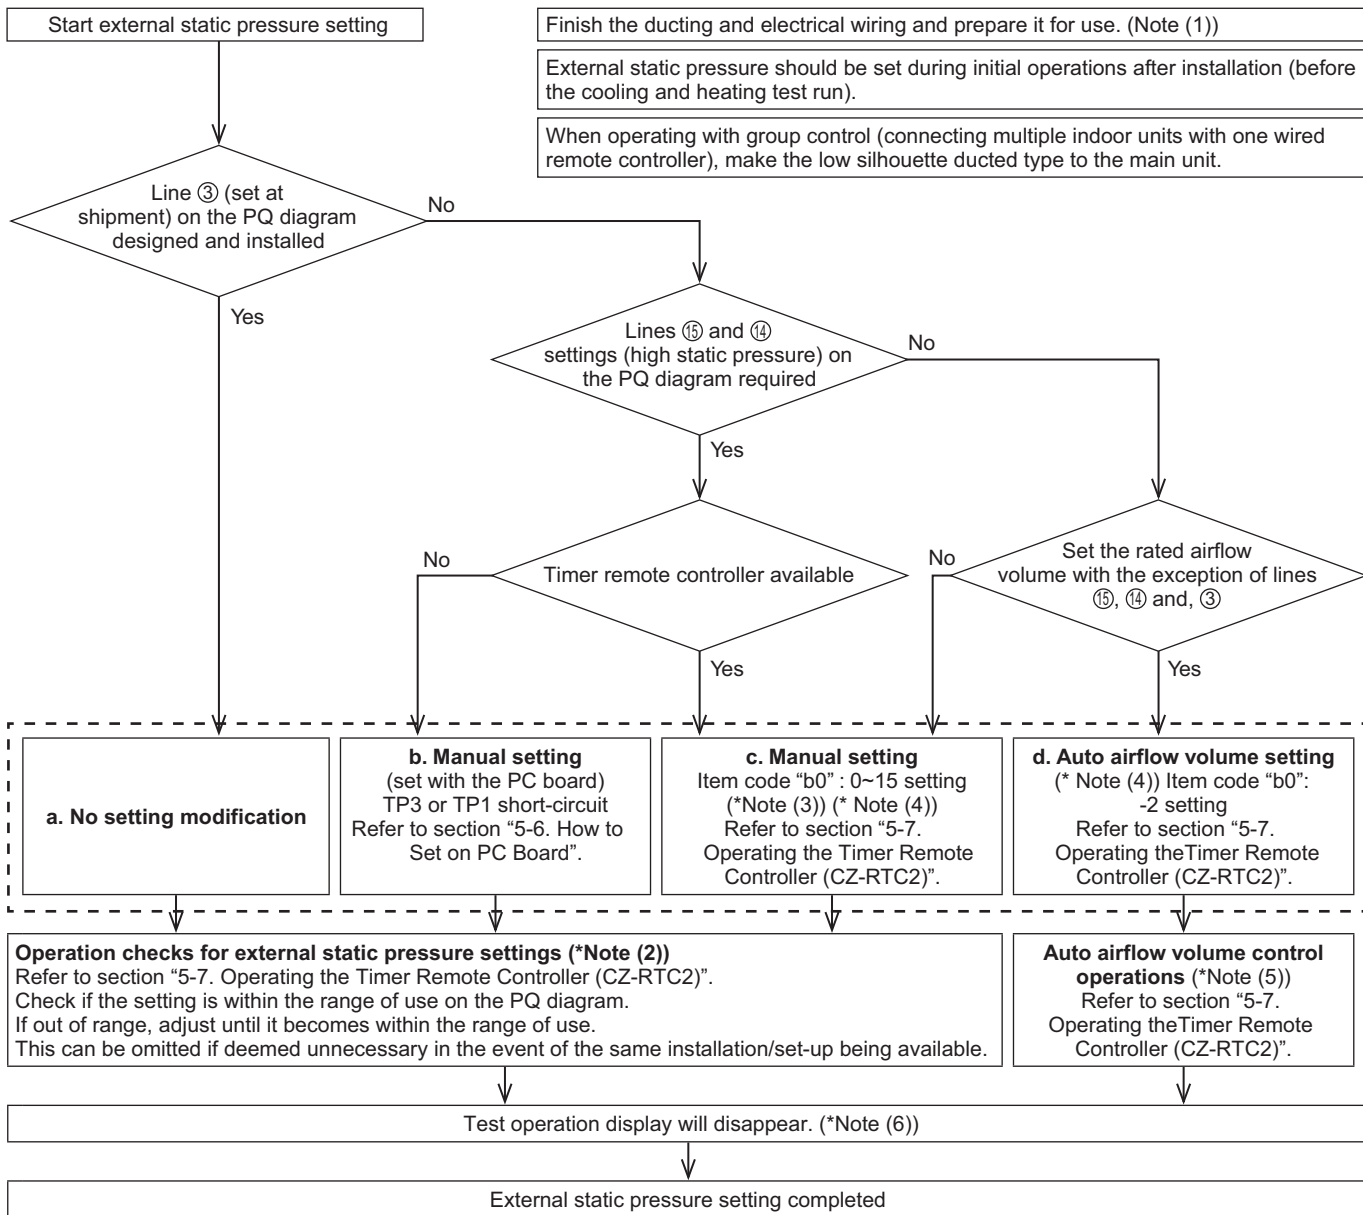 Start external static pressure setting
Finish the ducting and electrical wiring and prepare it for use. (Note (1))
External static pressure should be set during initial operations after installation (before
the cooling and heating test run).
When operating with group control (connecting multiple indoor units with one wired
remote controller), make the low silhouette ducted type to the main unit.
Line ③ (set at
shipment) on the PQ diagram
designed and installed
No
Yes
Lines ⑮ and ⑭
settings (high static pressure) on
the PQ diagram required
No
Yes
Timer remote controller available
No
Yes
Set the rated airflow
volume with the exception of lines
⑮, ⑭ and, ③
No
Yes
a. No setting modification
b. Manual setting
(set with the PC board)
TP3 or TP1 short-circuit
Refer to section “5-6. How to
Set on PC Board”.
c. Manual setting
Item code “b0” : 0~15 setting
(*Note (3)) (* Note (4))
Refer to section “5-7.
Operating the Timer Remote
Controller (CZ-RTC2)”.
d. Auto airflow volume setting
(* Note (4)) Item code “b0”:
-2 setting
Refer to section “5-7.
Operating theTimer Remote
Controller (CZ-RTC2)”.
Operation checks for external static pressure settings (*Note (2))
Refer to section “5-7. Operating the Timer Remote Controller (CZ-RTC2)”.
Check if the setting is within the range of use on the PQ diagram.
If out of range, adjust until it becomes within the range of use.
This can be omitted if deemed unnecessary in the event of the same installation/set-up being available.
Auto airflow volume control
operations (*Note (5))
Refer to section “5-7.
Operating theTimer Remote
Controller (CZ-RTC2)”.
Test operation display will disappear. (*Note (6))
External static pressure setting completed